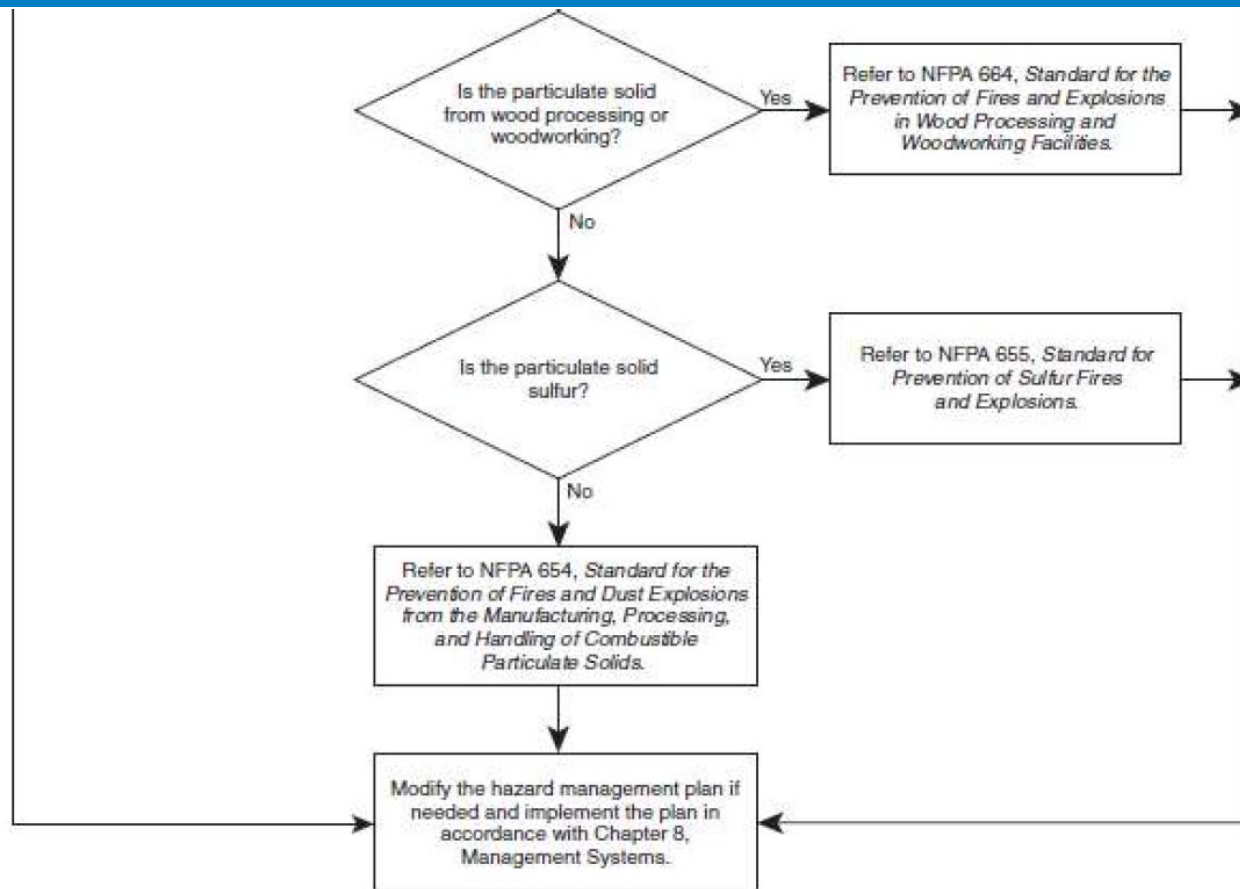 Is the particulate solid
from wood processing or
woodworking?
Yes
Refer to NFPA 664, Standard for the
Prevention of Fires and Explosions
in Wood Processing and
Woodworking Facilities.
No
Is the particulate solid
sulfur?
Yes
Refer to NFPA 655, Standard for
Prevention of Sulfur Fires
and Explosions.
No
Refer to NFPA 654, Standard for the
Prevention of Fires and Dust Explosions
from the Manufacturing, Processing,
and Handling of Combustible
Particulate Solids.
Modify the hazard management plan if
needed and implement the plan in
accordance with Chapter 8,
Management Systems.